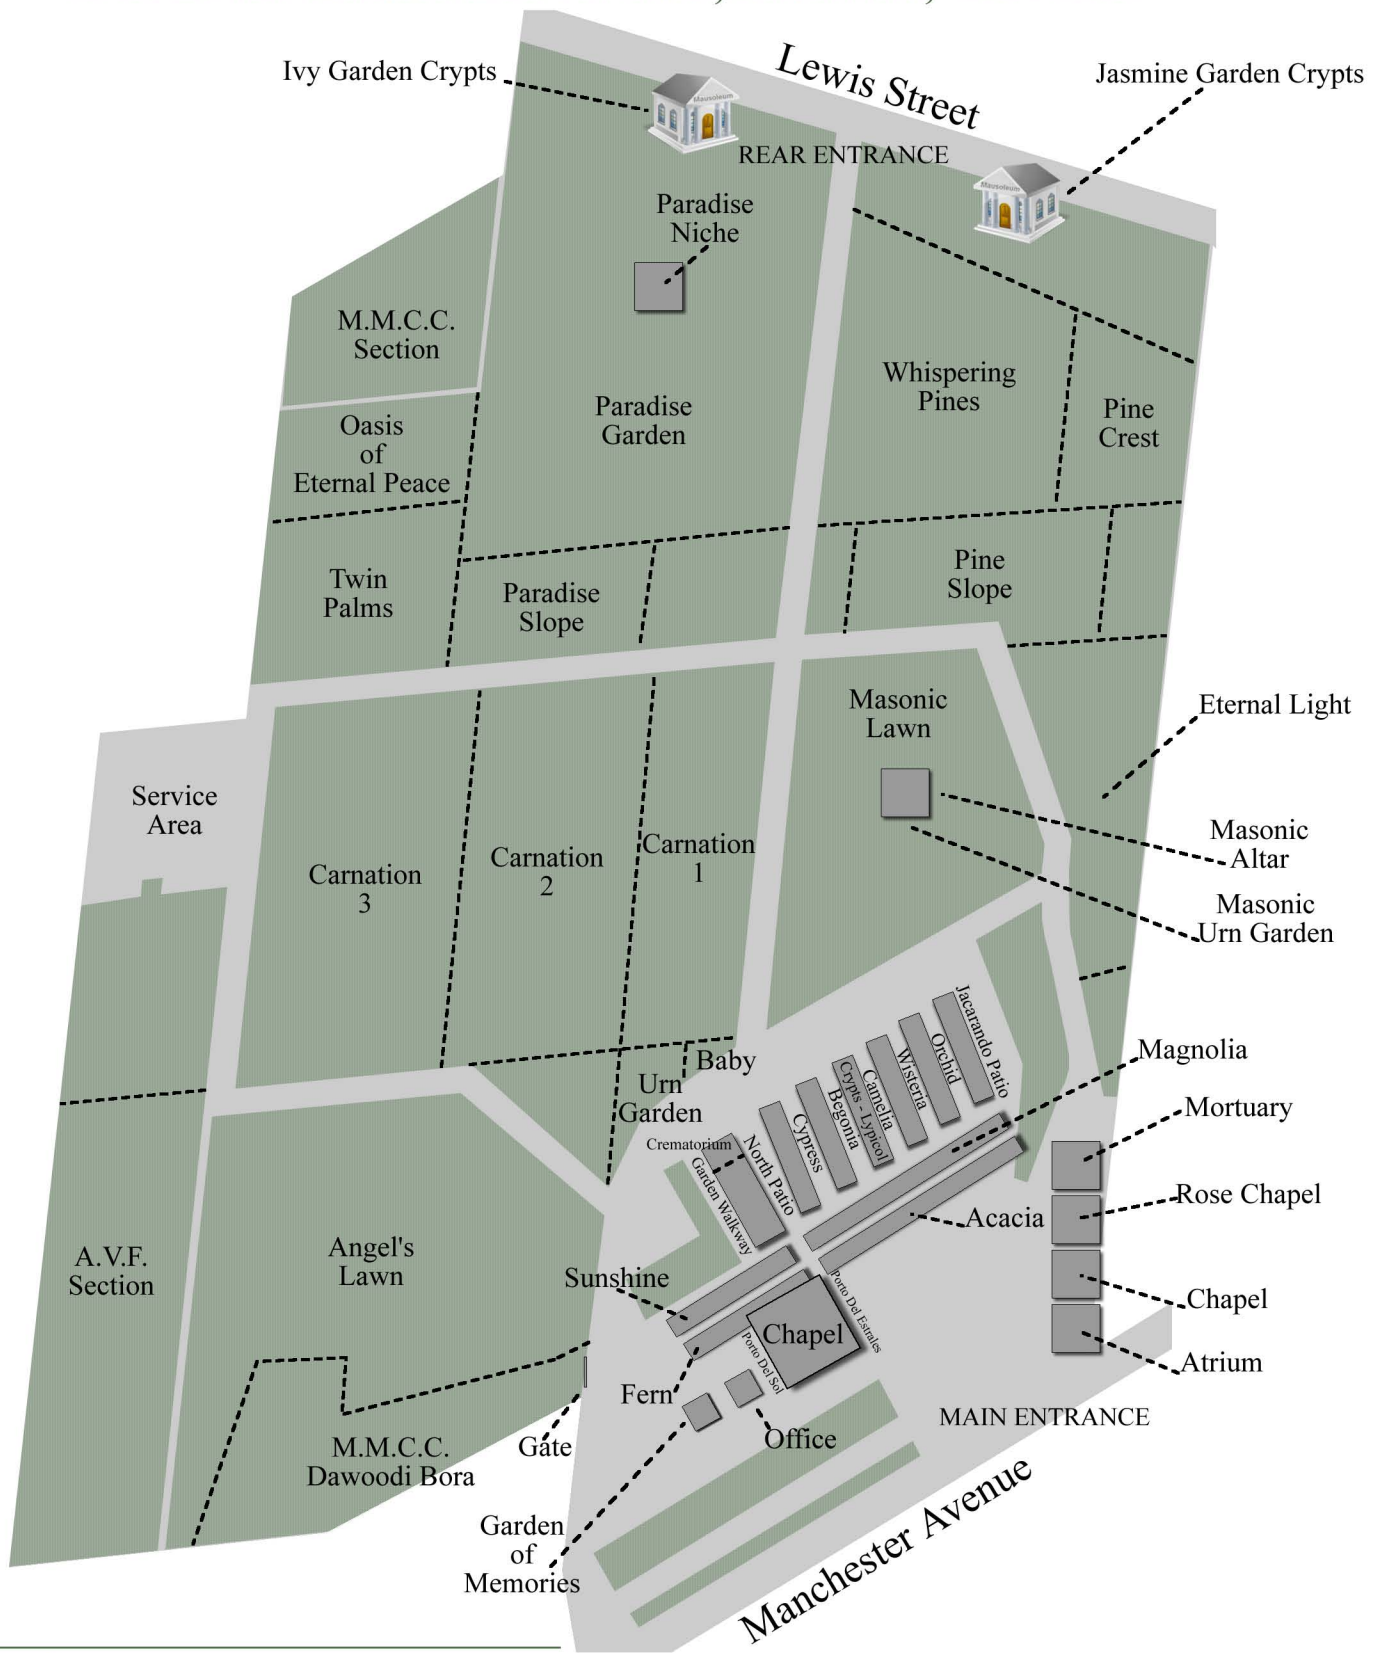 Lewis Street
Ivy Garden Crypts
Jasmine Garden Crypts
Mausoleum
REAR ENTRANCE
Mausoleum
Paradise
Niche
M.M.C.C.
Section
Whispering
Pines
Paradise
Garden
Pine
Crest
Oasis
of
Eternal Peace
Pine
Slope
Twin
Palms
Paradise
Slope
Masonic
Lawn
Eternal Light
Service
Area
Masonic
Altar
Carnation
1
Carnation
2
Carnation
3
Masonic
Urn Garden
Jacarando Patio
Orchid
Wisteria
Camelia
Crypts - Lypicol
Begonia
Cypress
North Patio
Magnolia
Baby
Urn
Garden
Mortuary
Crematorium
Garden Walkway
Rose Chapel
Acacia
A.V.F.
Section
Angel's
Lawn
Sunshine
Porto Del Estrales
Chapel
Chapel
Porto Del Sol
Atrium
Fern
MAIN ENTRANCE
Office
Gate
M.M.C.C.
Dawoodi Bora
Garden
of
Memories
Manchester Avenue